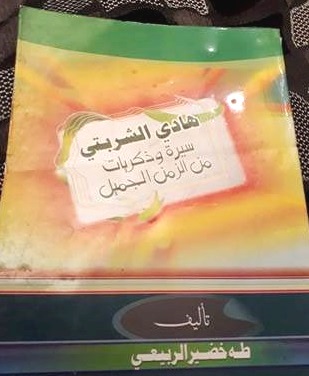 هادي الشربتي
سيرة وذكريات
من الزمن الجميل
تأليف
طه خضير الربيعي